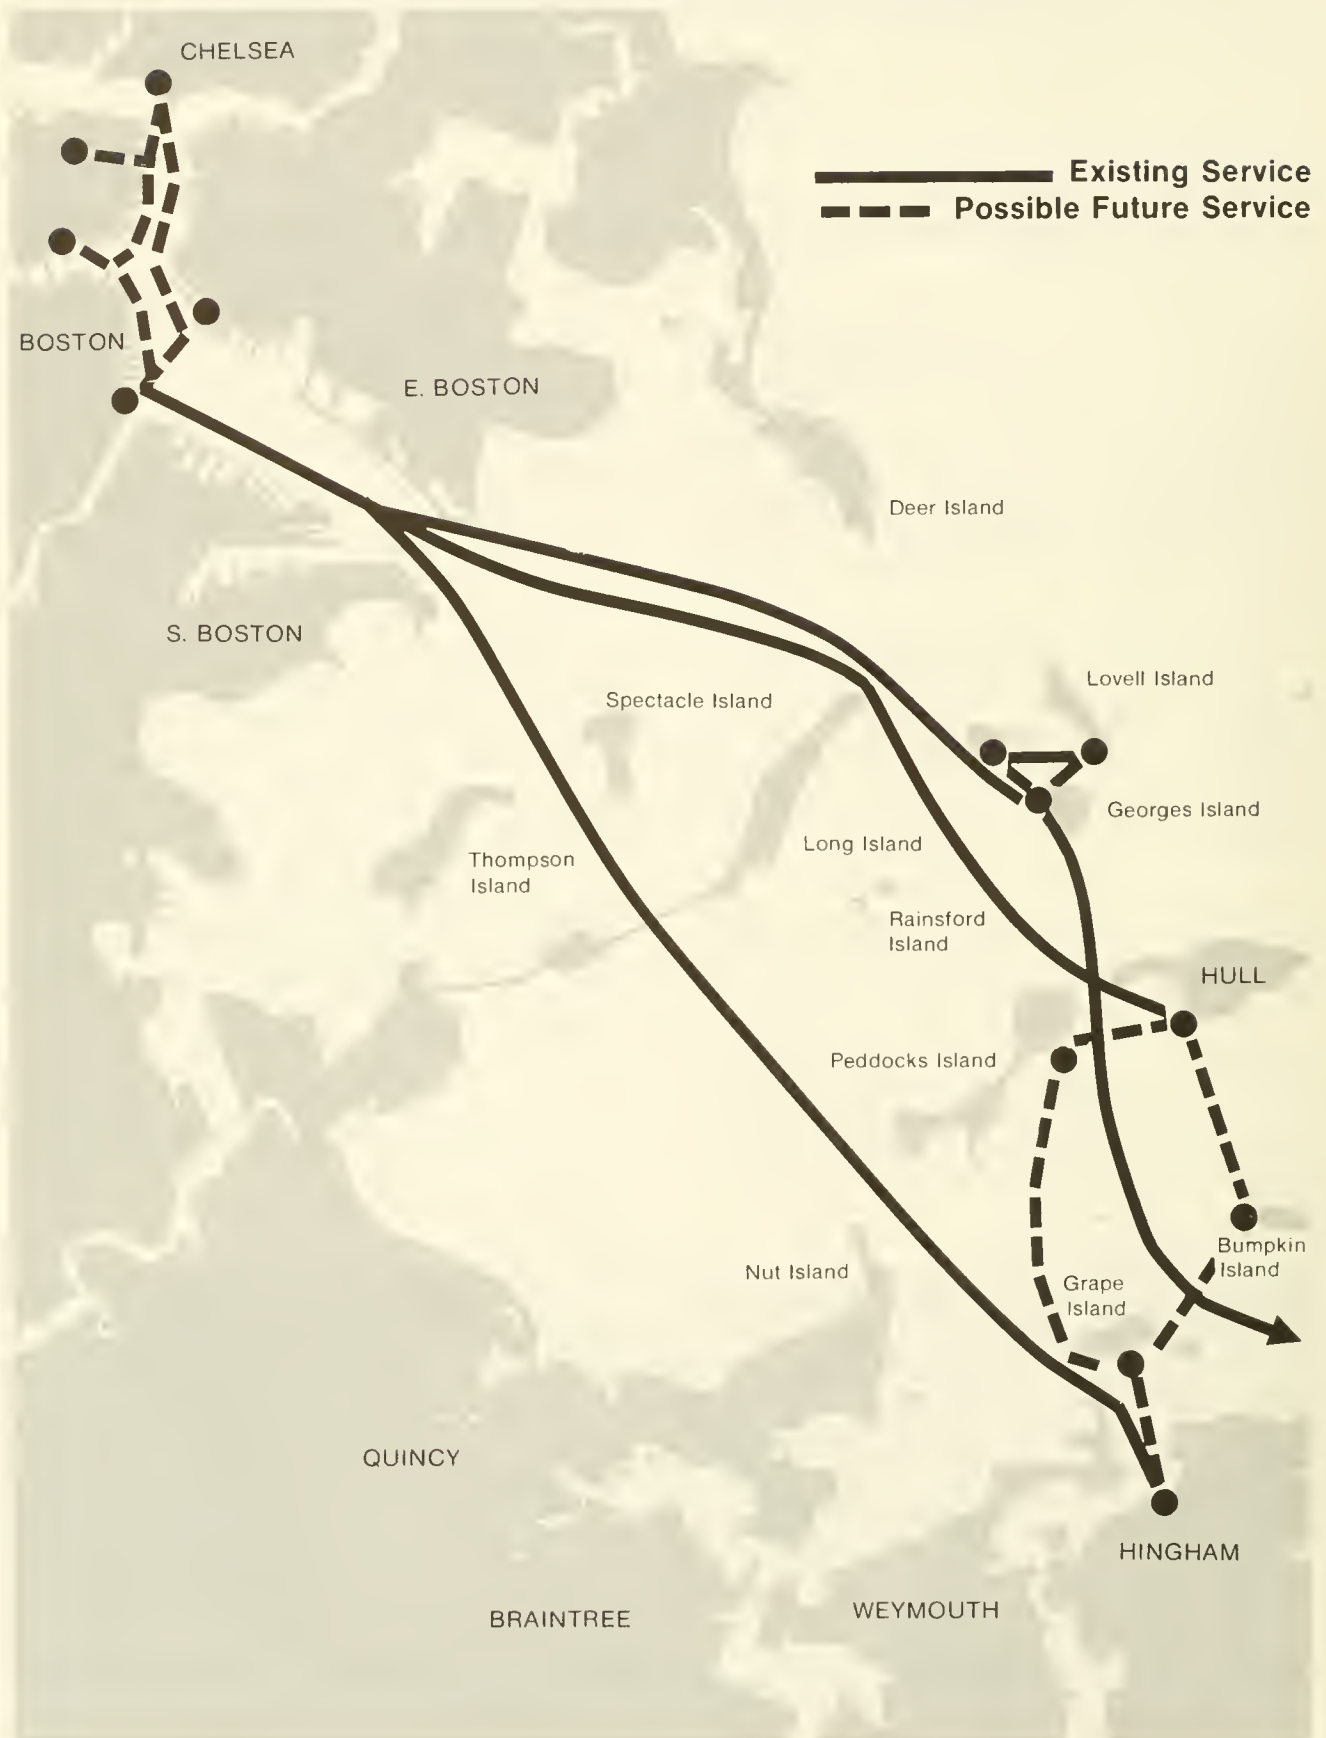 CHELSEA
Existing Service
Possible Future Service
BOSTON
E. BOSTON
Deer Island
S. BOSTON
Lovell Island
Spectacle Island
Georges Island
Long Island
Thompson
Island
Rainsford
Island
HULL
Peddocks Island
Bumpkin
Island
Nut Island
Grape
Island
QUINCY
HINGHAM
WEYMOUTH
BRAINTREE